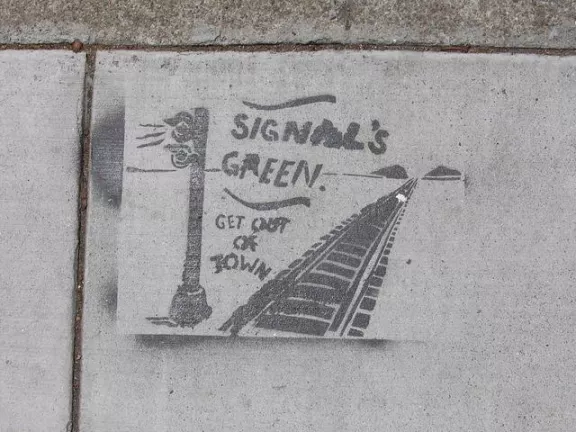 SIGNAL'S
GREEN.
GET OUT
OF
TOWN